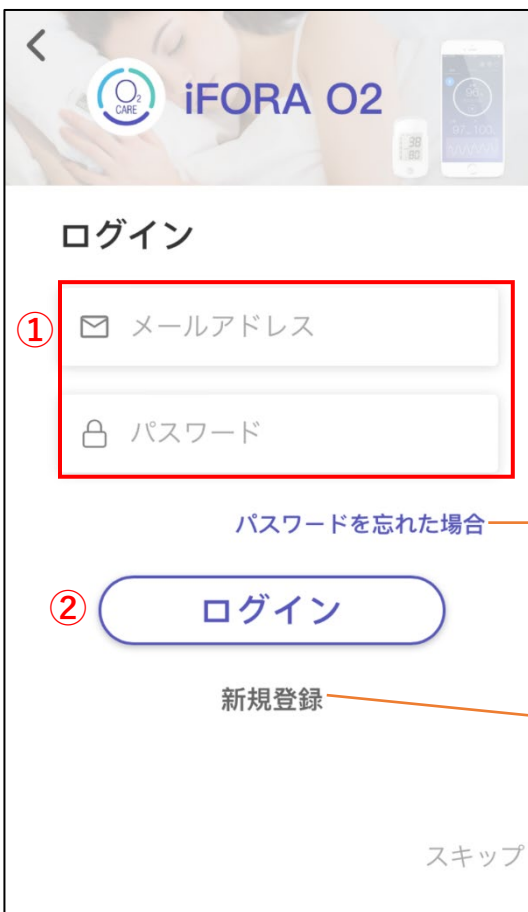 O2
CARE
iFORA O2
ログイン
①
メールアドレス
パスワード
パスワードを忘れた場合
②
ログイン
新規登録
スキップ